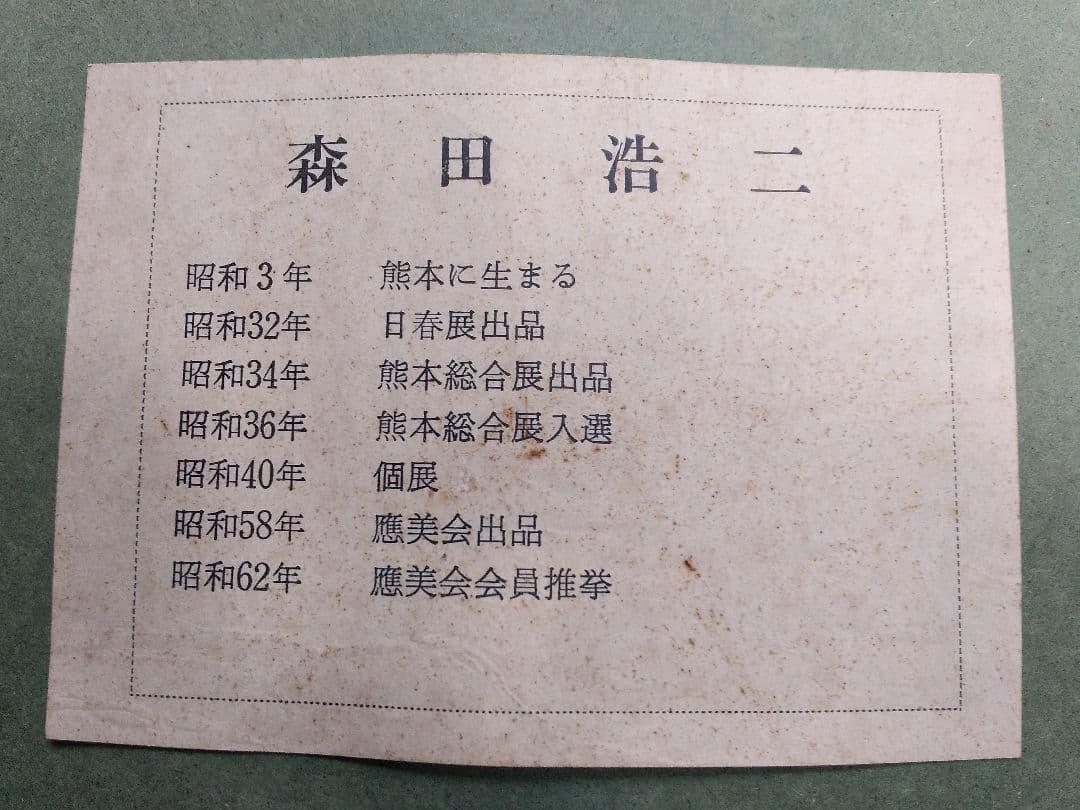 森田浩二
昭和3年 熊本に生まる
昭和32年 日春展出品
昭和34年 熊本総合展出品
昭和36年 熊本総合展入選
昭和40年 個展
昭和58年 應美会出品
昭和62年 應美会会員推挙